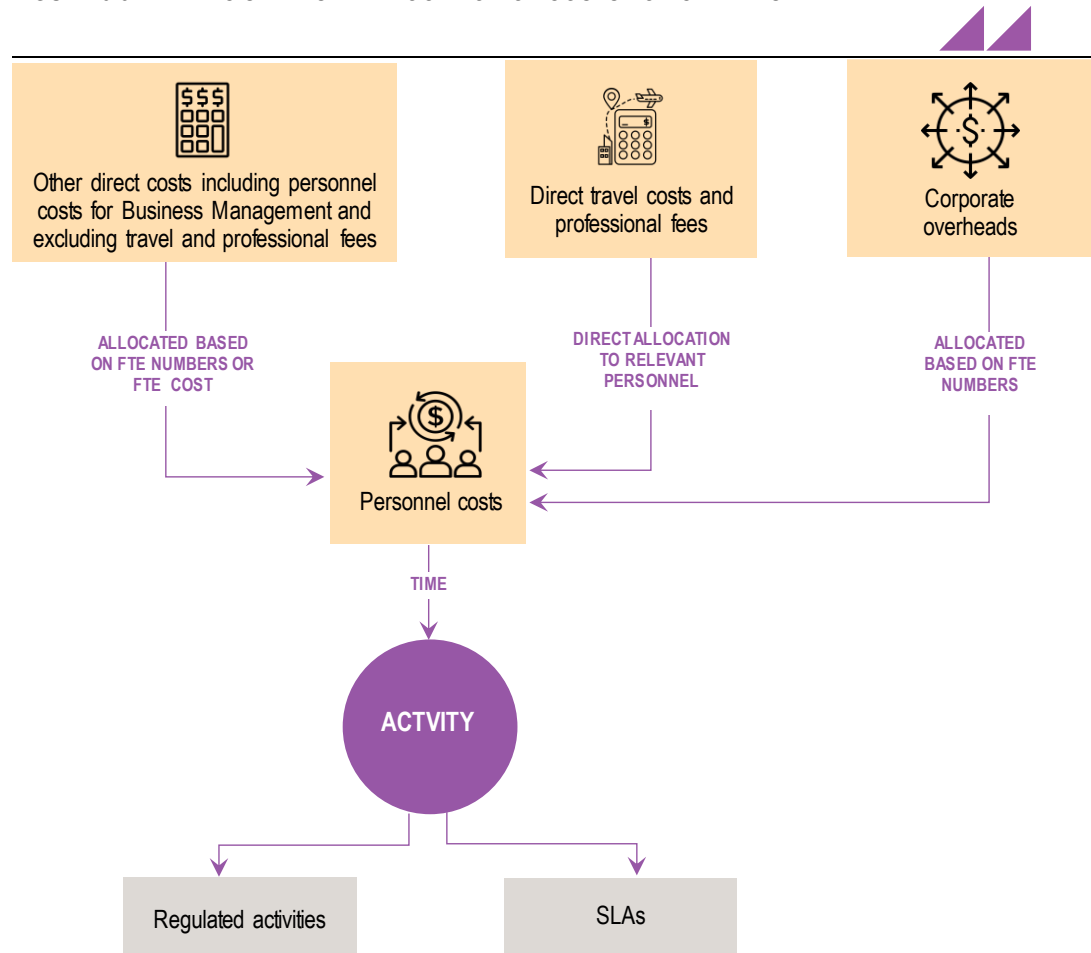 $$$
Other direct costs including personnel
costs for Business Management and
excluding travel and professional fees
$
Direct travel costs and
professional fees
$
Corporate
overheads
ALLOCATED BASED
ON FTE NUMBERS OR
FTE COST
DIRECT ALLOCATION
TO RELEVANT
PERSONNEL
ALLOCATED
BASED ON FTE
NUMBERS
$
Personnel costs
TIME
ACTVITY
Regulated activities
SLAs